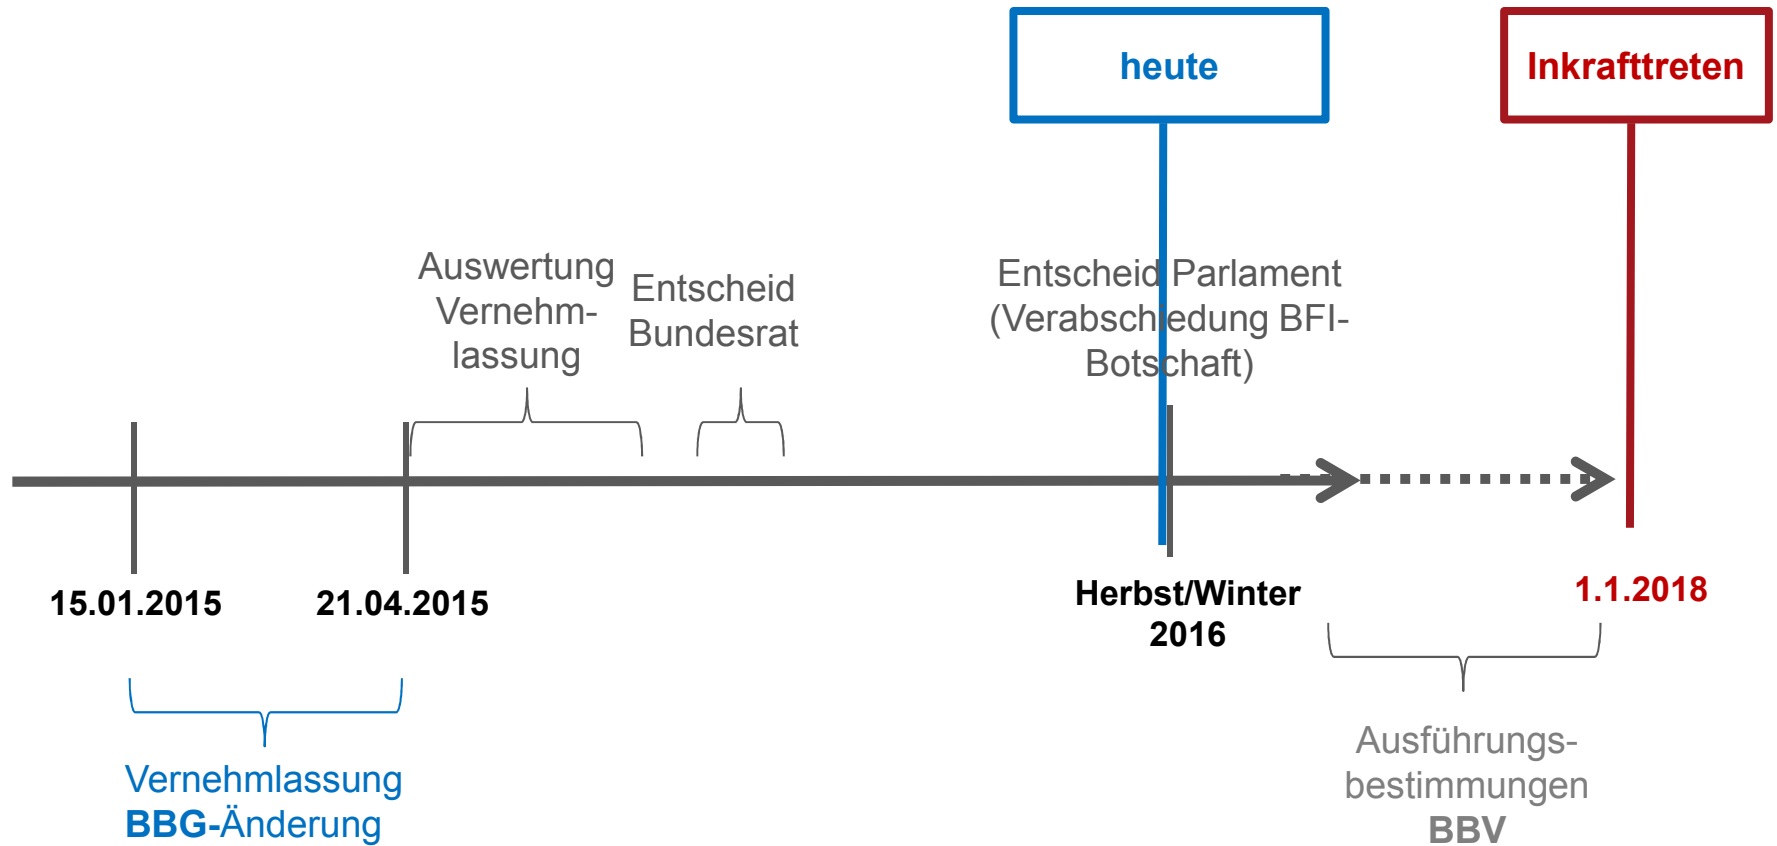 heute
Inkrafttreten
Auswertung
Vernehm-
lassung
Entscheid
Bundesrat
Entscheid Parlament
(Verabschiedung BFI-
Botschaft)
15.01.2015
21.04.2015
Herbst/Winter
2016
1.1.2018
Vernehmlassung
BBG-Änderung
Ausführungs-
bestimmungen
BBV